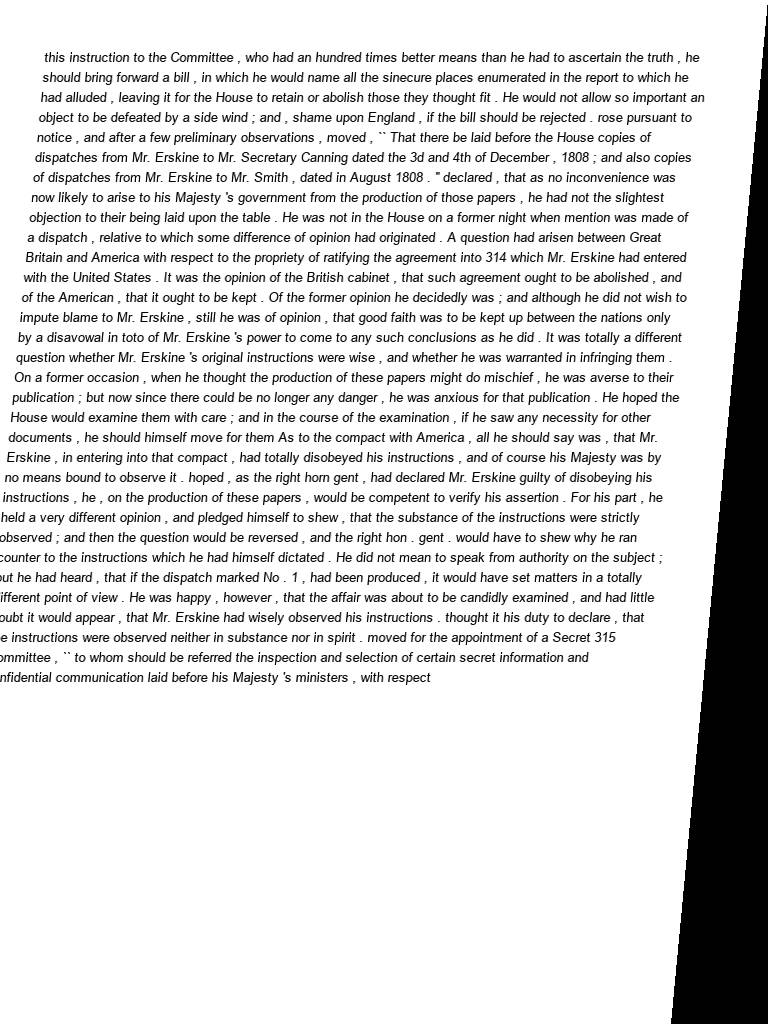 this instruction to the Committee , who had an hundred times better means than he had to ascertain the truth , he
should bring forward a bill , in which he would name all the sinecure places enumerated in the report to which he
had alluded , leaving it for the House to retain or abolish those they thought fit . He would not allow so important an
object to be defeated by a side wind ; and , shame upon England , if the bill should be rejected . rose pursuant to
notice , and after a few preliminary observations , moved , `` That there be laid before the House copies of
dispatches from Mr. Erskine to Mr. Secretary Canning dated the 3d and 4th of December , 1808 ; and also copies
of dispatches from Mr. Erskine to Mr. Smith , dated in August 1808 . " declared , that as no inconvenience was
now likely to arise to his Majesty 's government from the production of those papers , he had not the slightest
objection to their being laid upon the table . He was not in the House on a former night when mention was made of
a dispatch , relative to which some difference of opinion had originated . A question had arisen between Great
Britain and America with respect to the propriety of ratifying the agreement into 314 which Mr. Erskine had entered
with the United States . It was the opinion of the British cabinet , that such agreement ought to be abolished , and
of the American , that it ought to be kept . Of the former opinion he decidedly was ; and although he did not wish to
impute blame to Mr. Erskine , still he was of opinion , that good faith was to be kept up between the nations only
by a disavowal in toto of Mr. Erskine 's power to come to any such conclusions as he did . It was totally a different
question whether Mr. Erskine 's original instructions were wise , and whether he was warranted in infringing them .
On a former occasion , when he thought the production of these papers might do mischief , he was averse to their
publication ; but now since there could be no longer any danger , he was anxious for that publication . He hoped the
House would examine them with care ; and in the course of the examination , if he saw any necessity for other
documents , he should himself move for them As to the compact with America , all he should say was , that Mr.
Erskine , in entering into that compact , had totally disobeyed his instructions , and of course his Majesty was by
no means bound to observe it . hoped , as the right horn gent , had declared Mr. Erskine guilty of disobeying his
instructions , he , on the production of these papers , would be competent to verify his assertion . For his part , he
held a very different opinion , and pledged himself to shew , that the substance of the instructions were strictly
observed ; and then the question would be reversed , and the right hon . gent . would have to shew why he ran
counter to the instructions which he had himself dictated . He did not mean to speak from authority on the subject ;
ut he had heard , that if the dispatch marked No . 1 , had been produced , it would have set matters in a totally
ifferent point of view . He was happy , however , that the affair was about to be candidly examined , and had little
oubt it would appear , that Mr. Erskine had wisely observed his instructions . thought it his duty to declare , that
e instructions were observed neither in substance nor in spirit . moved for the appointment of a Secret 315
ommittee , `` to whom should be referred the inspection and selection of certain secret information and
nfidential communication laid before his Majesty 's ministers , with respect